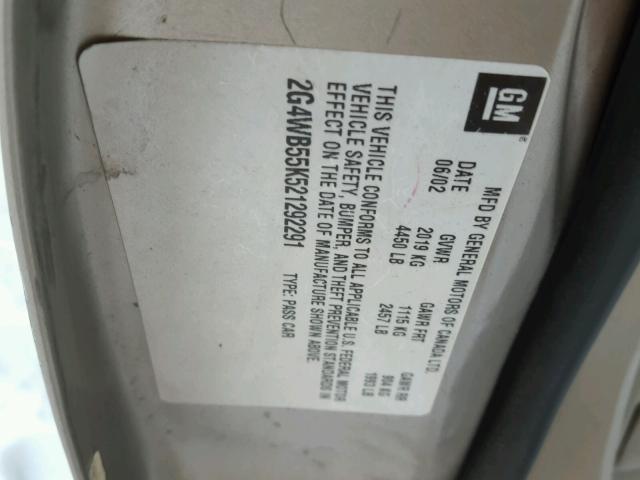 GM
MFD BY GENERAL MOTORS OF CANADA LTD.
DATE GVWR GAWR FRT GAWR RR
06/02 2019 KG 1115 KG 904 KG
4450 LB 2457 LB 1993 LB
THIS VEHICLE CONFORMS TO ALL APPLICABLE U.S. FEDERAL MOTOR
VEHICLE SAFETY, BUMPER, AND THEFT PREVENTION STANDARDS IN
EFFECT ON THE DATE OF MANUFACTURE SHOWN ABOVE.
2G4WB55K521292291 TYPE: PASS CAR